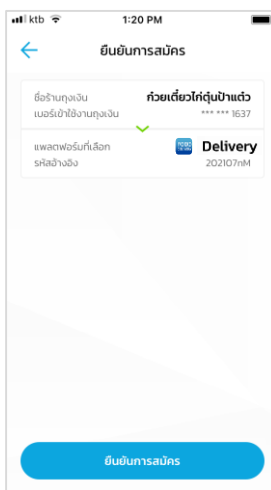 ktb 1:20 PM
ยืนยันการสมัคร
ชื่อร้านถุงเงิน ก๋วยเตี๋ยวไก่ตุ๋นป้าแต๋ว
เบอร์เข้าใช้งานถุงเงิน *** *** 1637
แพลตฟอร์มที่เลือก Delivery
รหัสอ้างอิง 202107nM
ยืนยันการสมัคร